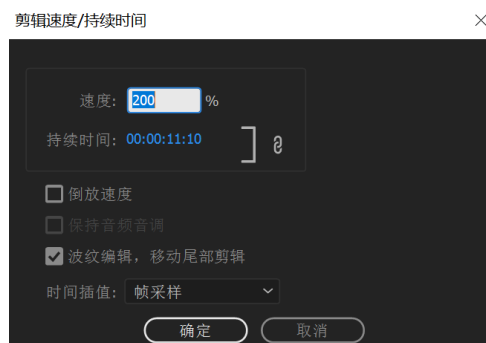 剪辑速度/持续时间
速度: 200 %
持续时间: 00:00:11:10
倒放速度
保持音频音调
波纹编辑，移动尾部剪辑
时间插值: 帧采样
确定 取消